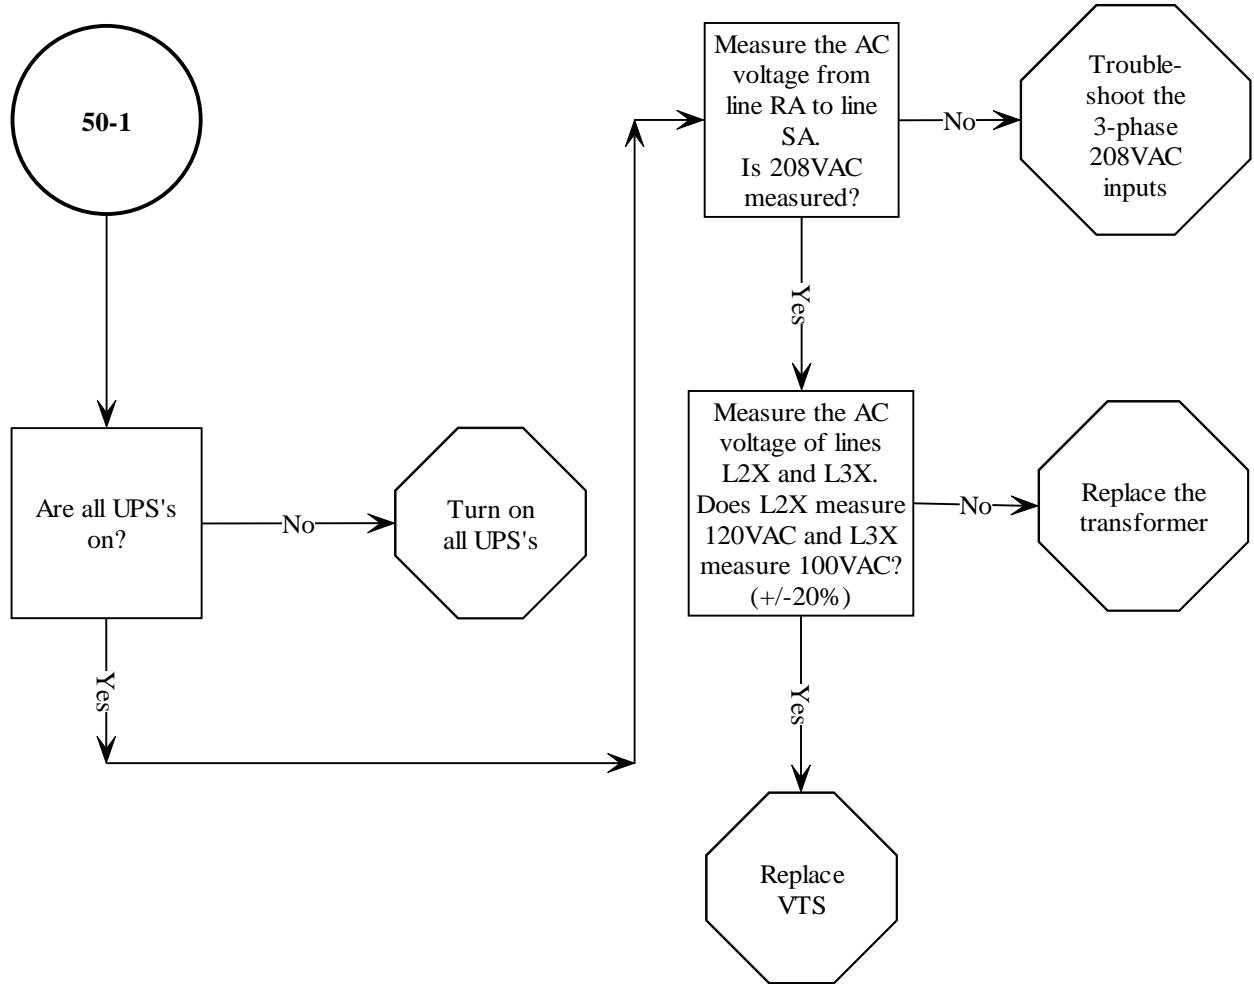 50-1
Are all UPS's
on?
No
Turn on
all UPS's
Yes
Measure the AC
voltage from
line RA to line
SA.
Is 208VAC
measured?
No
Trouble-
shoot the
3-phase
208VAC
inputs
Yes
Measure the AC
voltage of lines
L2X and L3X.
Does L2X measure
120VAC and L3X
measure 100VAC?
(+/-20%)
No
Replace the
transformer
Yes
Replace
VTS